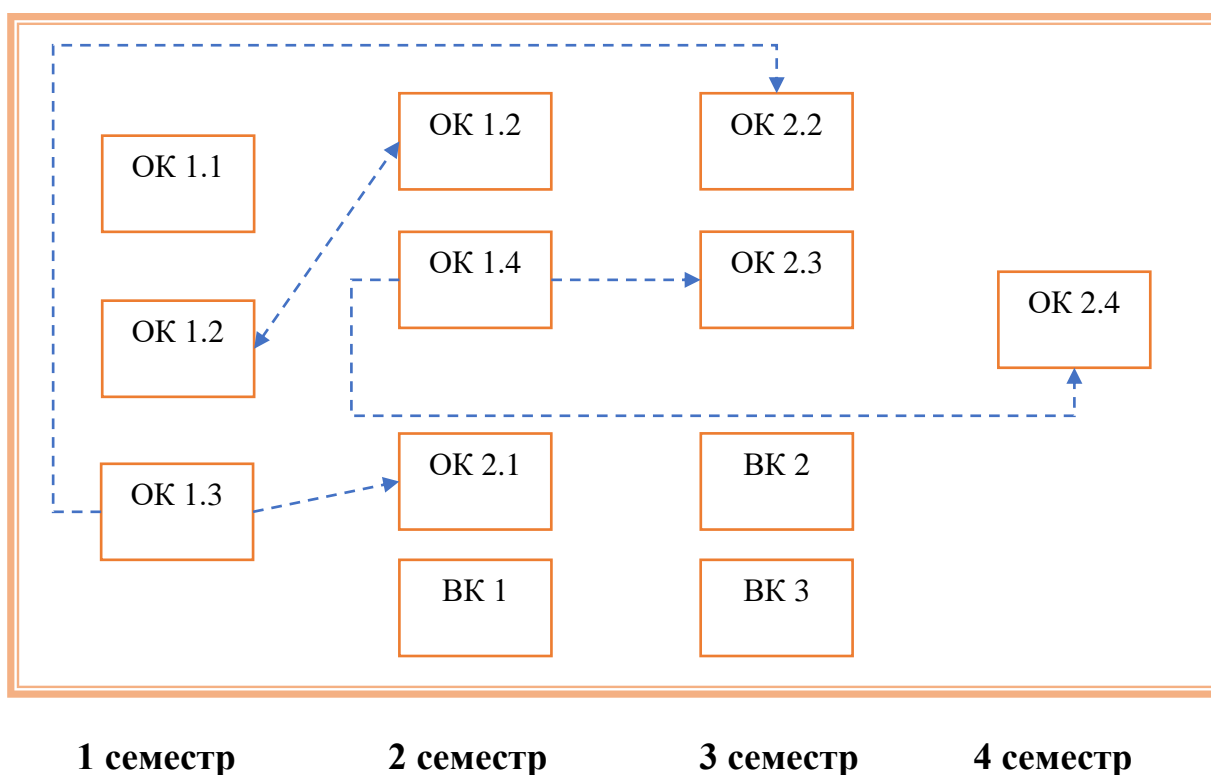 ОК 1.1
ОК 1.2
ОК 1.3
ОК 1.2
ОК 1.4
ОК 2.1
ВК 1
ОК 2.2
ОК 2.3
ВК 2
ВК 3
ОК 2.4
1 семестр
2 семестр
3 семестр
4 семестр